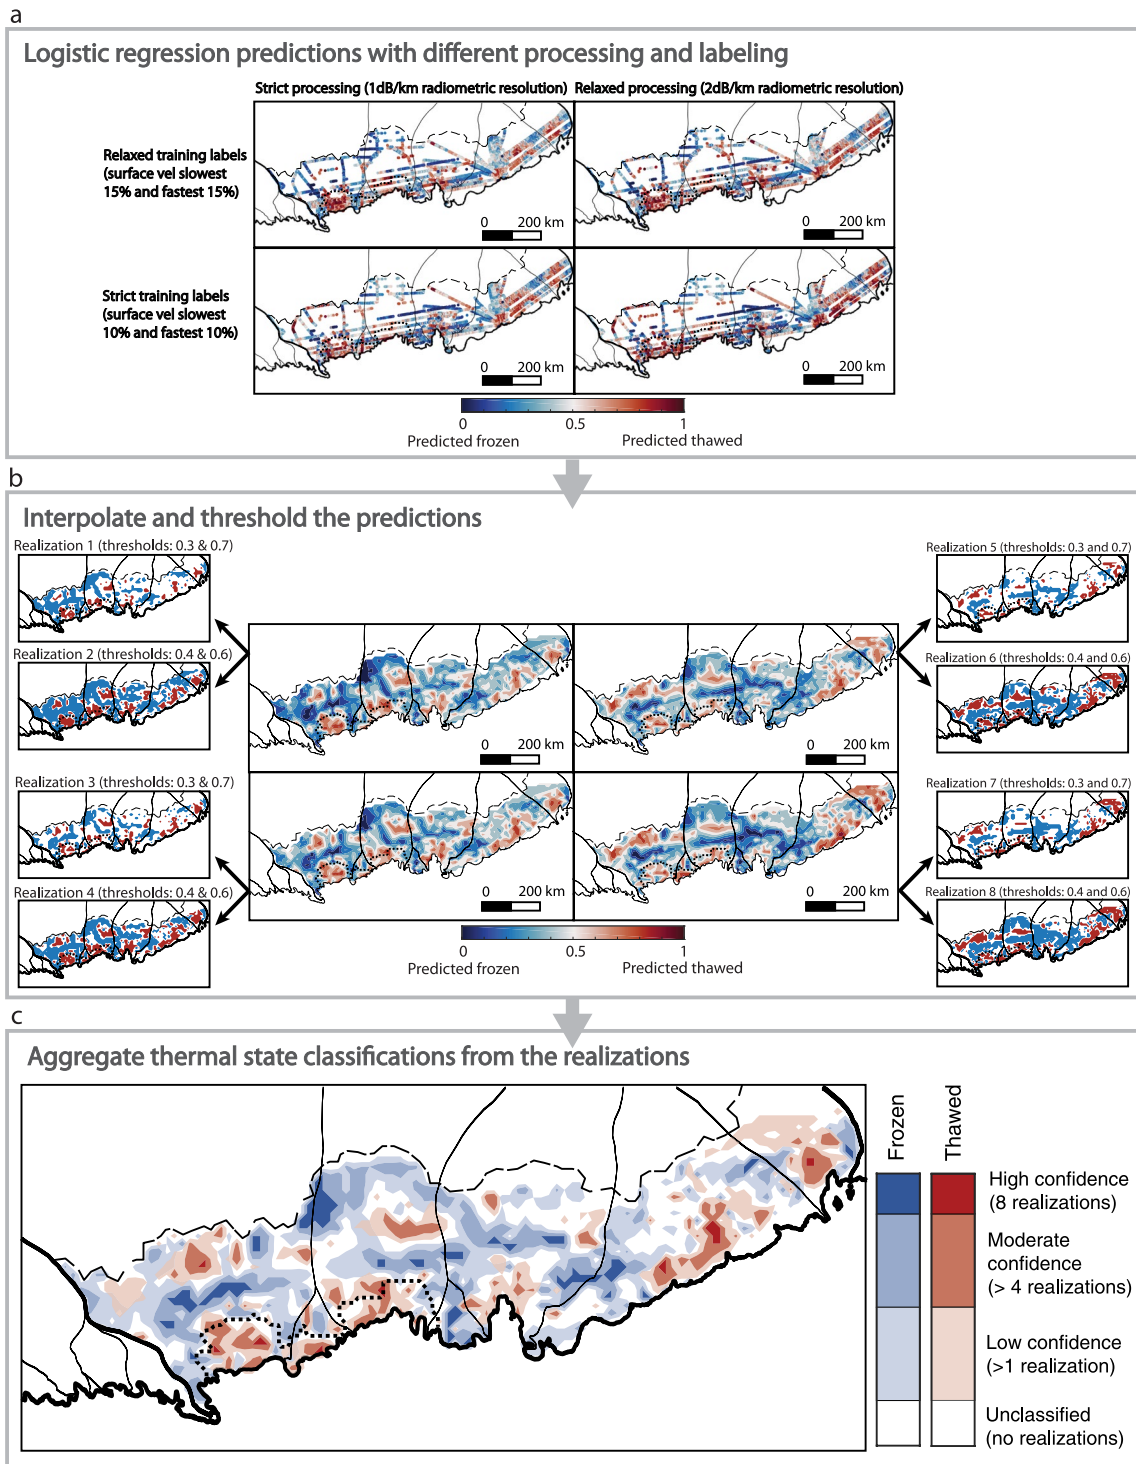 a
Logistic regression predictions with different processing and labeling
Strict processing (1dB/km radiometric resolution)
Relaxed processing (2dB/km radiometric resolution)
Relaxed training labels
(surface vel slowest
15% and fastest 15%)
0 200 km
0 200 km
Strict training labels
(surface vel slowest
10% and fastest 10%)
0 200 km
0 200 km
0 0.5 1
Predicted frozen Predicted thawed
b
Interpolate and threshold the predictions
Realization 1 (thresholds: 0.3 & 0.7)
Realization 2 (thresholds: 0.4 & 0.6)
Realization 3 (thresholds: 0.3 & 0.7)
Realization 4 (thresholds: 0.4 & 0.6)
0 200 km
0 200 km
0 200 km
0 200 km
0 0.5 1
Predicted frozen Predicted thawed
Realization 5 (thresholds: 0.3 and 0.7)
Realization 6 (thresholds: 0.4 and 0.6)
Realization 7 (thresholds: 0.3 and 0.7)
Realization 8 (thresholds: 0.4 and 0.6)
c
Aggregate thermal state classifications from the realizations
Frozen
Thawed
High confidence
(8 realizations)
Moderate
confidence
(> 4 realizations)
Low confidence
(>1 realization)
Unclassified
(no realizations)